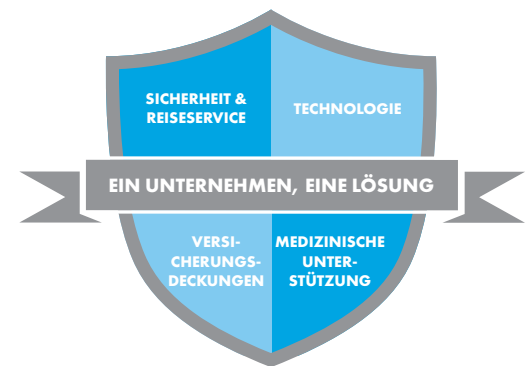 SICHERHEIT &
REISESERVICE
TECHNOLOGIE
EIN UNTERNEHMEN, EINE LÖSUNG
VERSI-
CHERUNGS-
DECKUNGEN
MEDIZINISCHE
UNTER-
STÜTZUNG